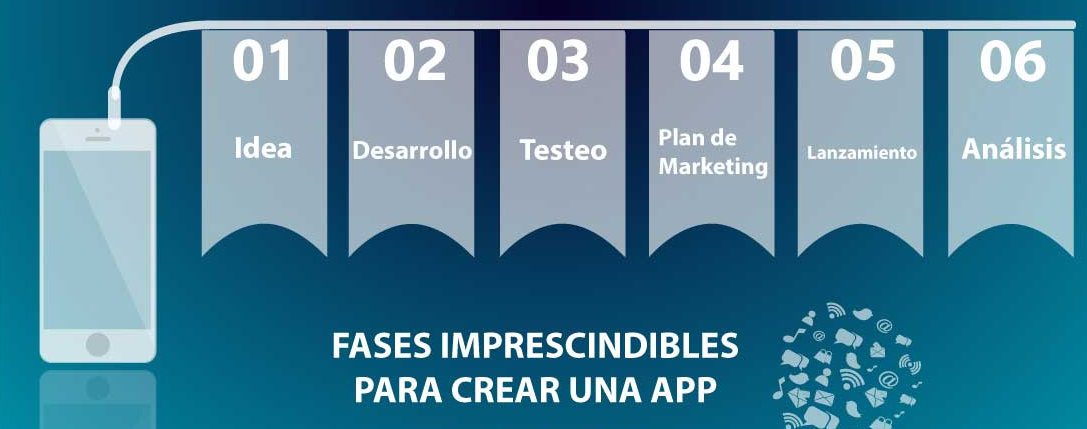 01
Idea
02
Desarrollo
03
Testeo
04
Plan de
Marketing
05
Lanzamiento
06
Análisis
FASES IMPRESCINDIBLES
PARA CREAR UNA APP